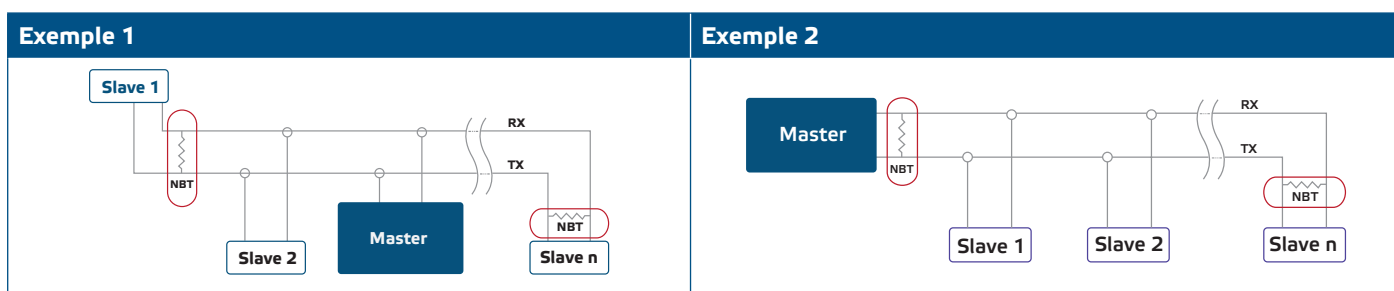 Exemple 1
Slave 1
RX
TX
NBT
NBT
Master
Slave 2
Slave n
Exemple 2
RX
Master
TX
NBT
NBT
Slave 1
Slave 2
Slave n